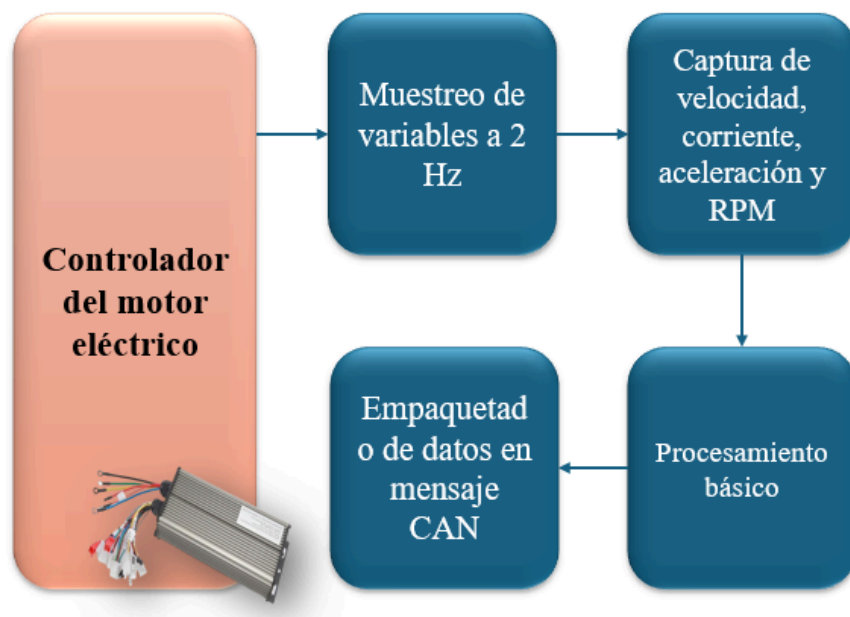 Controlador
del motor
eléctrico
Muestreo de
variables a 2
Hz
Captura de
velocidad,
corriente,
aceleración y
RPM
Procesamiento
básico
Empaquetad
o de datos en
mensaje
CAN